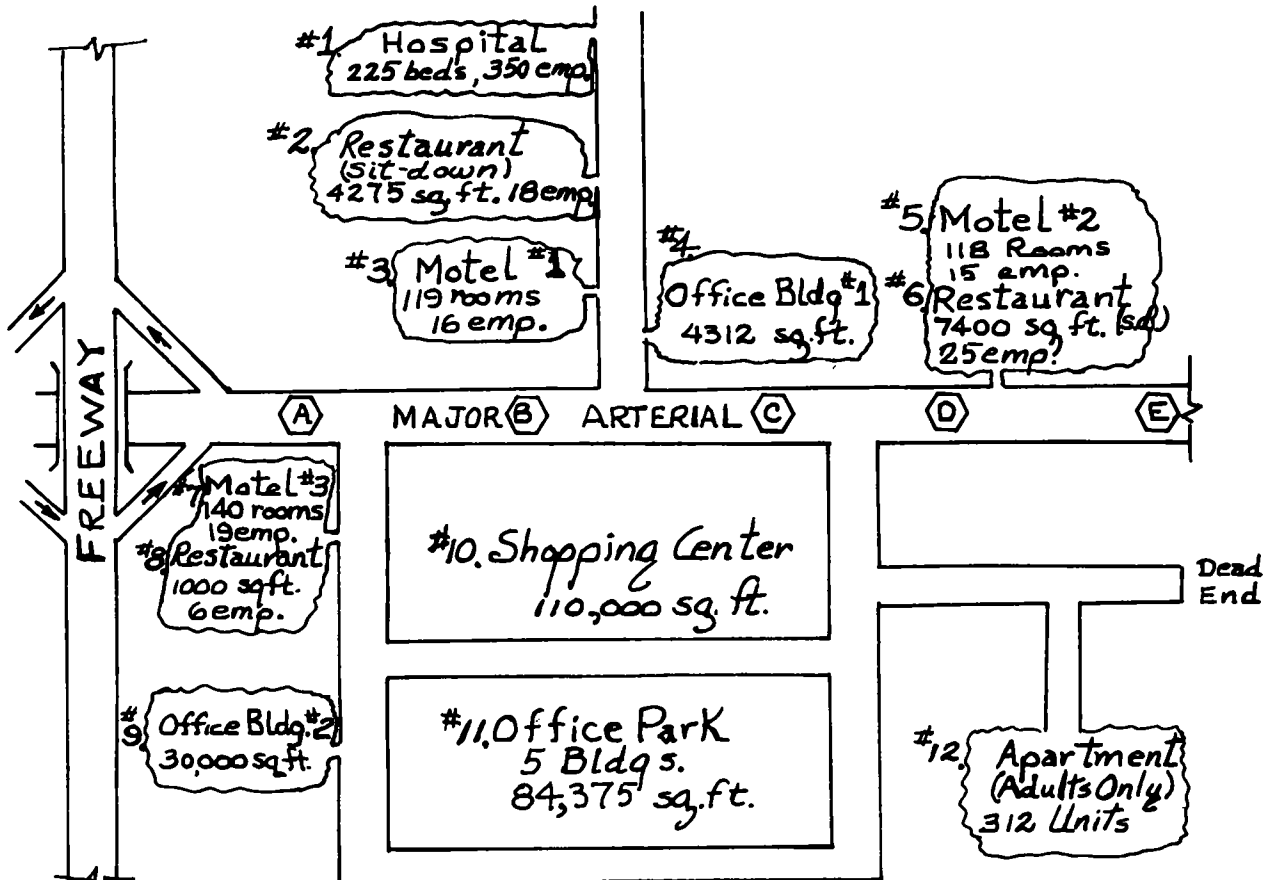 #1. Hospital
225 beds, 350 emp.
#2. Restaurant
(Sit-down)
4275 sq. ft. 18 emp.
#3. Motel #1
119 rooms
16 emp.
#4.
Office Bldg #1
4312 sq. ft.
#5. Motel #2
118 Rooms
15 emp.
#6. Restaurant
7400 sq ft. (s.d.)
25 emp.
FREEWAY
A MAJOR B ARTERIAL C D E
#7 Motel #3
140 rooms
19 emp.
#8. Restaurant
1000 sq ft.
6 emp.
#10. Shopping Center
110,000 sq. ft.
Dead
End
#9. Office Bldg. #2
30,000 sq ft.
#11. Office Park
5 Bldgs.
84,375 sq. ft.
#12. Apartment
(Adults Only)
312 Units